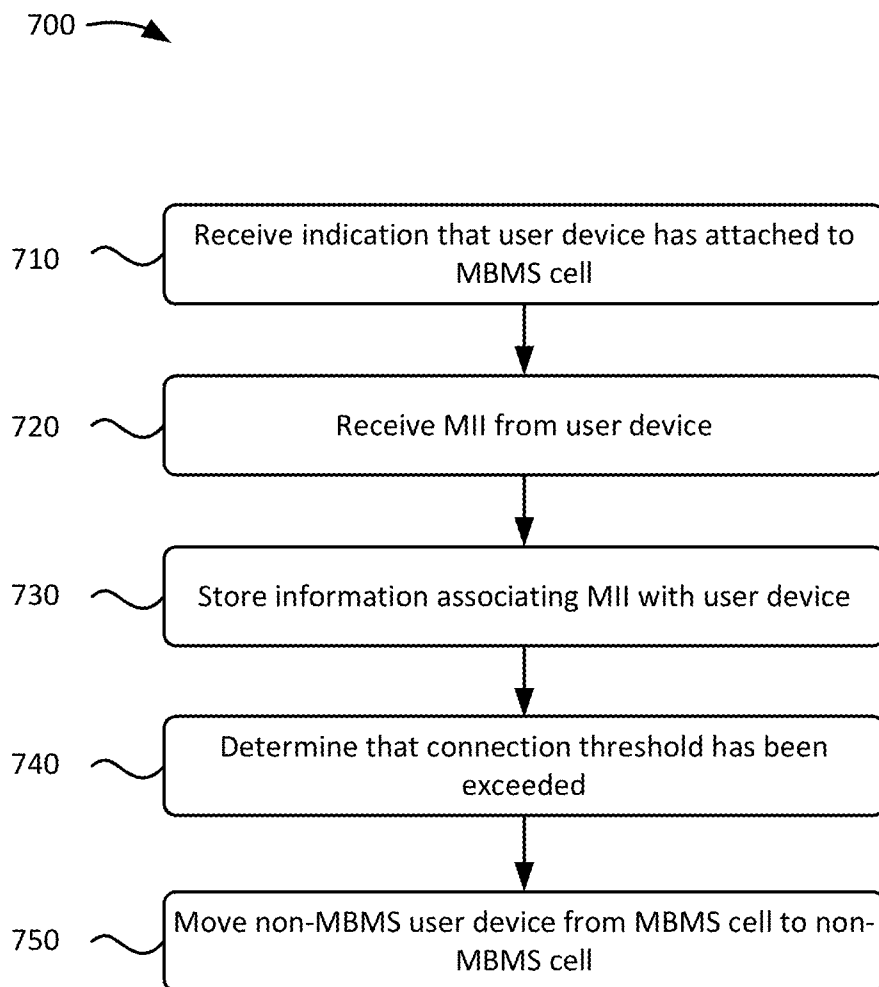 700
710
Receive indication that user device has attached to
MBMS cell
720
Receive MII from user device
730
Store information associating MII with user device
740
Determine that connection threshold has been
exceeded
750
Move non-MBMS user device from MBMS cell to non-
MBMS cell